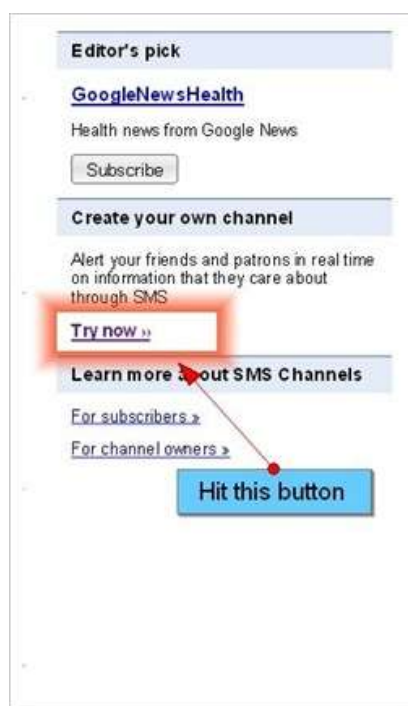 Editor's pick
GoogleNewsHealth
Health news from Google News
Subscribe
Create your own channel
Alert your friends and patrons in real time
on information that they care about
through SMS
Try now »
Learn more about SMS Channels
For subscribers »
For channel owners »
Hit this button